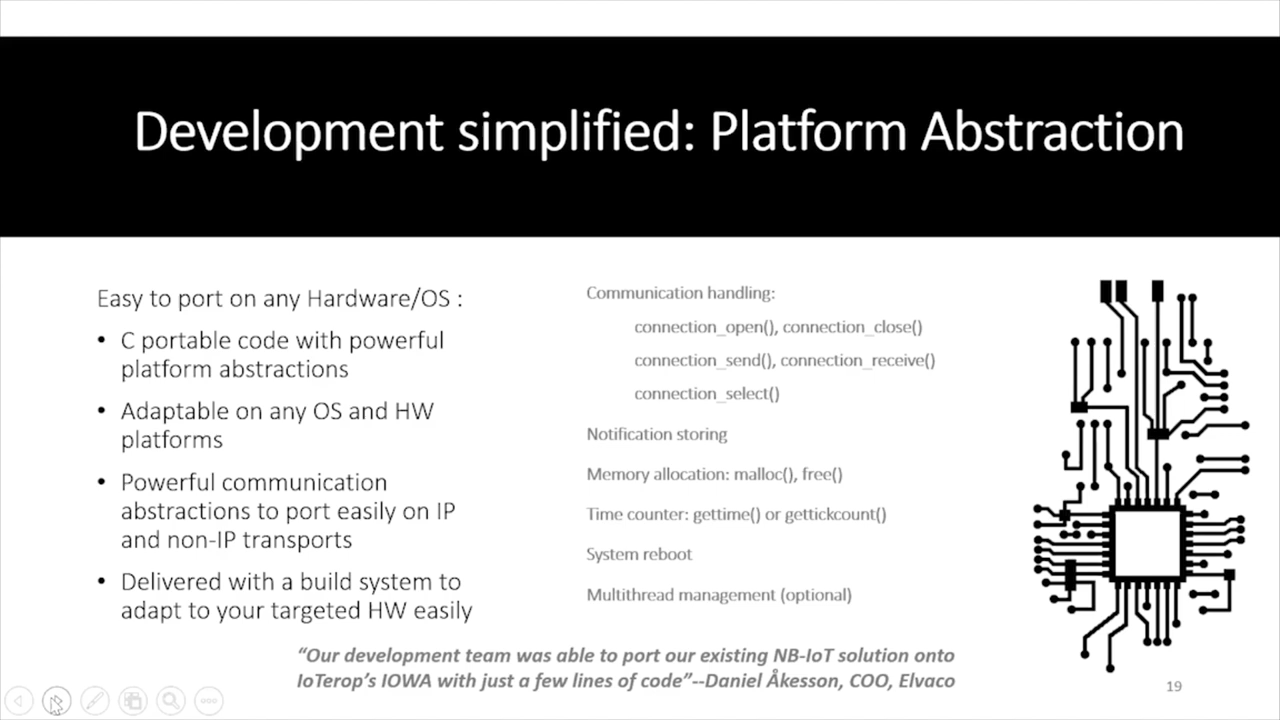 Development simplified: Platform Abstraction
Easy to port on any Hardware/OS :
• C portable code with powerful
platform abstractions
• Adaptable on any OS and HW
platforms
• Powerful communication
abstractions to port easily on IP
and non-IP transports
• Delivered with a build system to
adapt to your targeted HW easily
Communication handling:
connection_open(), connection_close()
connection_send(), connection_receive()
connection_select()
Notification storing
Memory allocation: malloc(), free()
Time counter: gettime() or gettickcount()
System reboot
Multithread management (optional)
“Our development team was able to port our existing NB-IoT solution onto
IoTerop’s IOWA with just a few lines of code”--Daniel Åkesson, COO, Elvaco
19